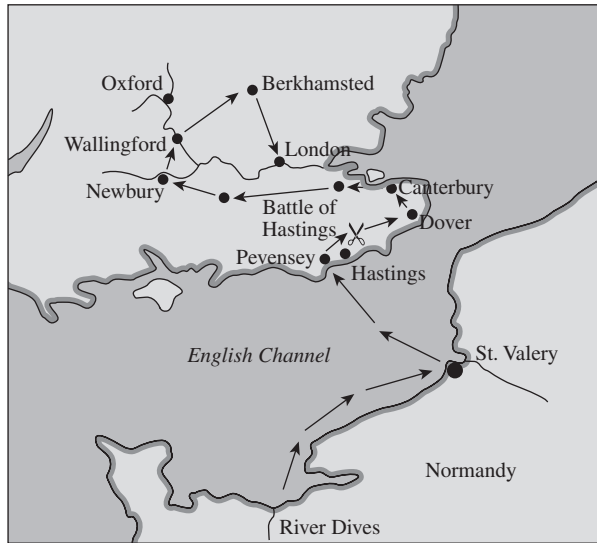 Oxford
Berkhamsted
Wallingford
London
Newbury
Canterbury
Battle of
Hastings
Dover
Pevensey
Hastings
English Channel
St. Valery
Normandy
River Dives